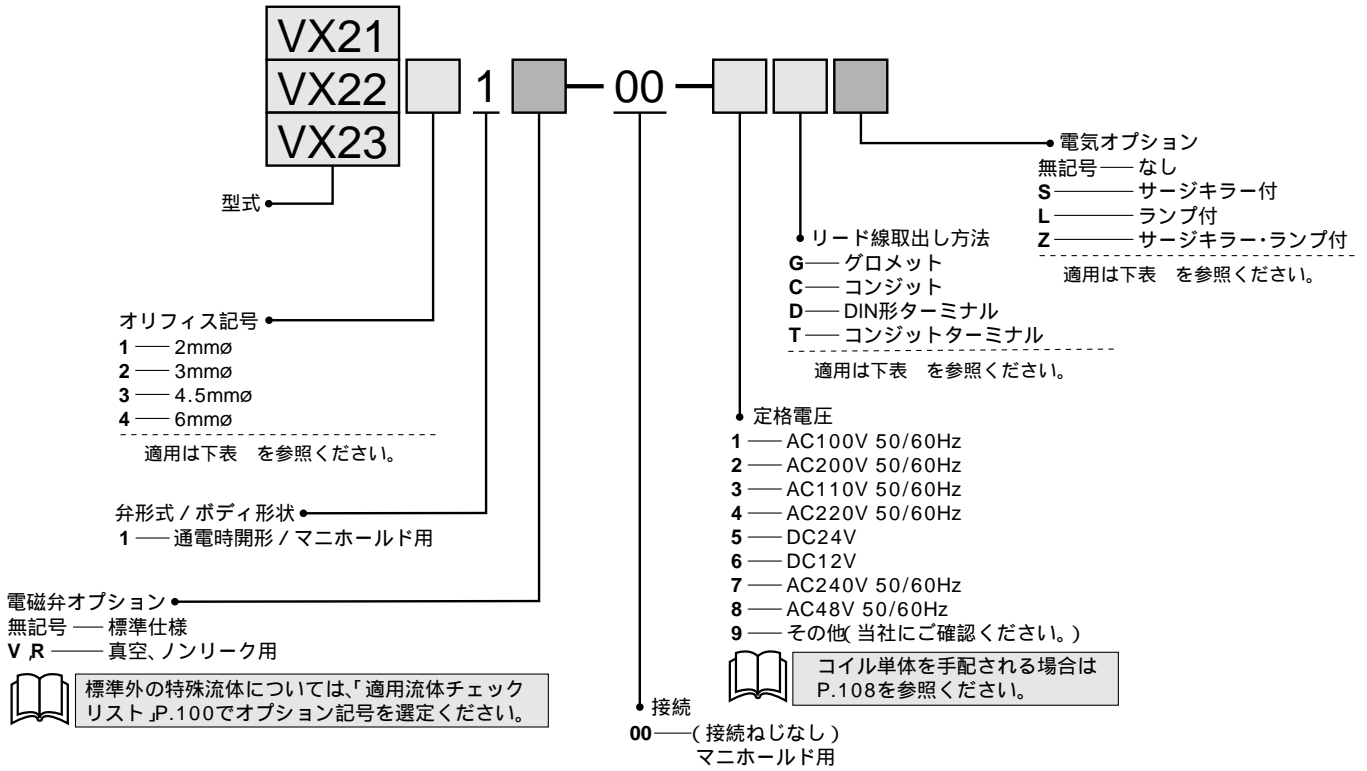 VX21
VX22
VX23
1
00
型式
オリフィス記号
1 — 2mmø
2 — 3mmø
3 — 4.5mmø
4 — 6mmø
適用は下表 を参照ください。
弁形式 / ボディ形状
1 — 通電時開形 / マニホールド用
電磁弁オプション
無記号 — 標準仕様
V, R — 真空、ノンリーク用
標準外の特殊流体については、「適用流体チェック
リスト」P.100でオプション記号を選定ください。
接続
00 — ( 接続ねじなし )
マニホールド用
定格電圧
1 — AC100V 50/60Hz
2 — AC200V 50/60Hz
3 — AC110V 50/60Hz
4 — AC220V 50/60Hz
5 — DC24V
6 — DC12V
7 — AC240V 50/60Hz
8 — AC48V 50/60Hz
9 — その他( 当社にご確認ください。)
コイル単体を手配される場合は
P.108を参照ください。
リード線取出し方法
G — グロメット
C — コンジット
D — DIN形ターミナル
T — コンジットターミナル
適用は下表 を参照ください。
電気オプション
無記号 — なし
S — サージキラー付
L — ランプ付
Z — サージキラー・ランプ付
適用は下表 を参照ください。